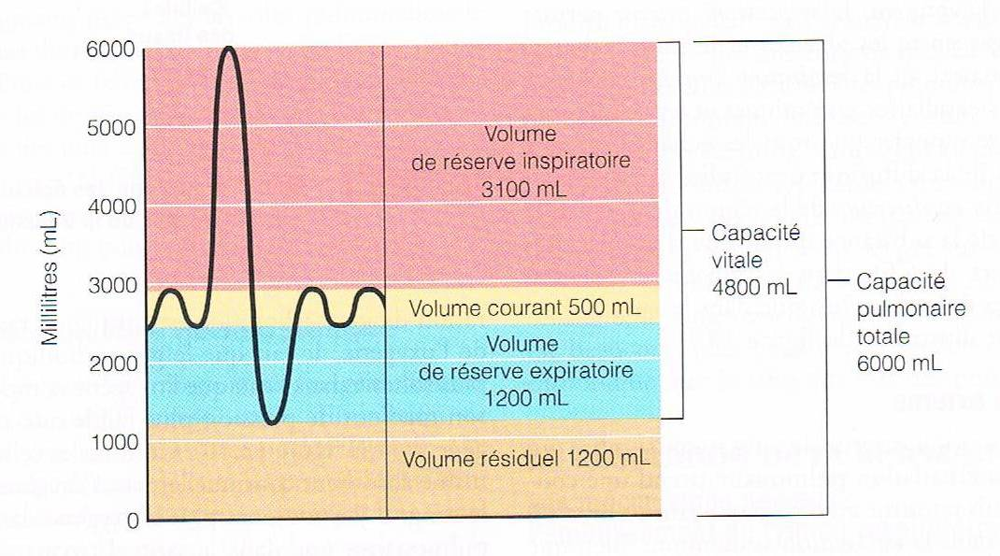 6000
5000
4000
3000
2000
1000
0
Millilitres (mL)
Volume
de réserve inspiratoire
3100 mL
Volume courant 500 mL
Volume
de réserve expiratoire
1200 mL
Volume résiduel 1200 mL
Capacité
vitale
4800 mL
Capacité
pulmonaire
totale
6000 mL